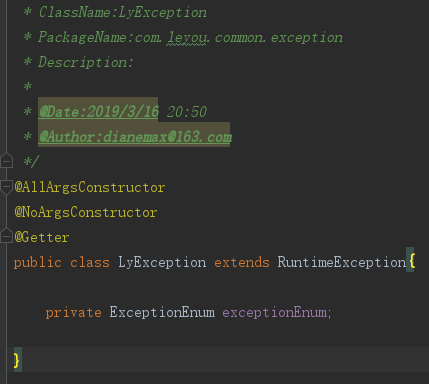 * ClassName:LyException
* PackageName:com.leyou.common.exception
* Description:
*
* @Date:2019/3/16 20:50
* @Author:dianemax@163.com
*/
@AllArgsConstructor
@NoArgsConstructor
@Getter
public class LyException extends RuntimeException{
private ExceptionEnum exceptionEnum;
}